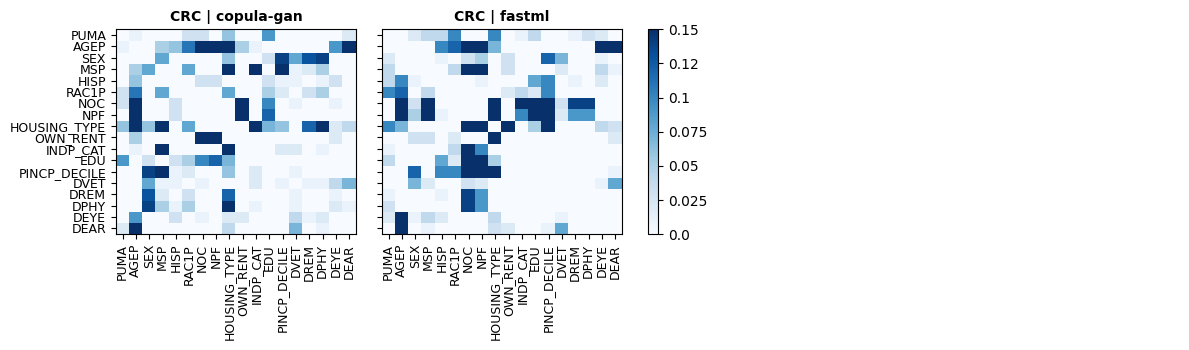 CRC | copula-gan
CRC | fastml
PUMA
AGEP
SEX
MSP
HISP
RAC1P
NOC
NPF
HOUSING_TYPE
OWN_RENT
INDP_CAT
EDU
PINCP_DECILE
DVET
DREM
DPHY
DEYE
DEAR
PUMA
AGEP
SEX
MSP
HISP
RAC1P
NOC
NPF
HOUSING_TYPE
OWN_RENT
INDP_CAT
EDU
PINCP_DECILE
DVET
DREM
DPHY
DEYE
DEAR
PUMA
AGEP
SEX
MSP
HISP
RAC1P
NOC
NPF
HOUSING_TYPE
OWN_RENT
INDP_CAT
EDU
PINCP_DECILE
DVET
DREM
DPHY
DEYE
DEAR
0.15
0.125
0.1
0.075
0.05
0.025
0.0